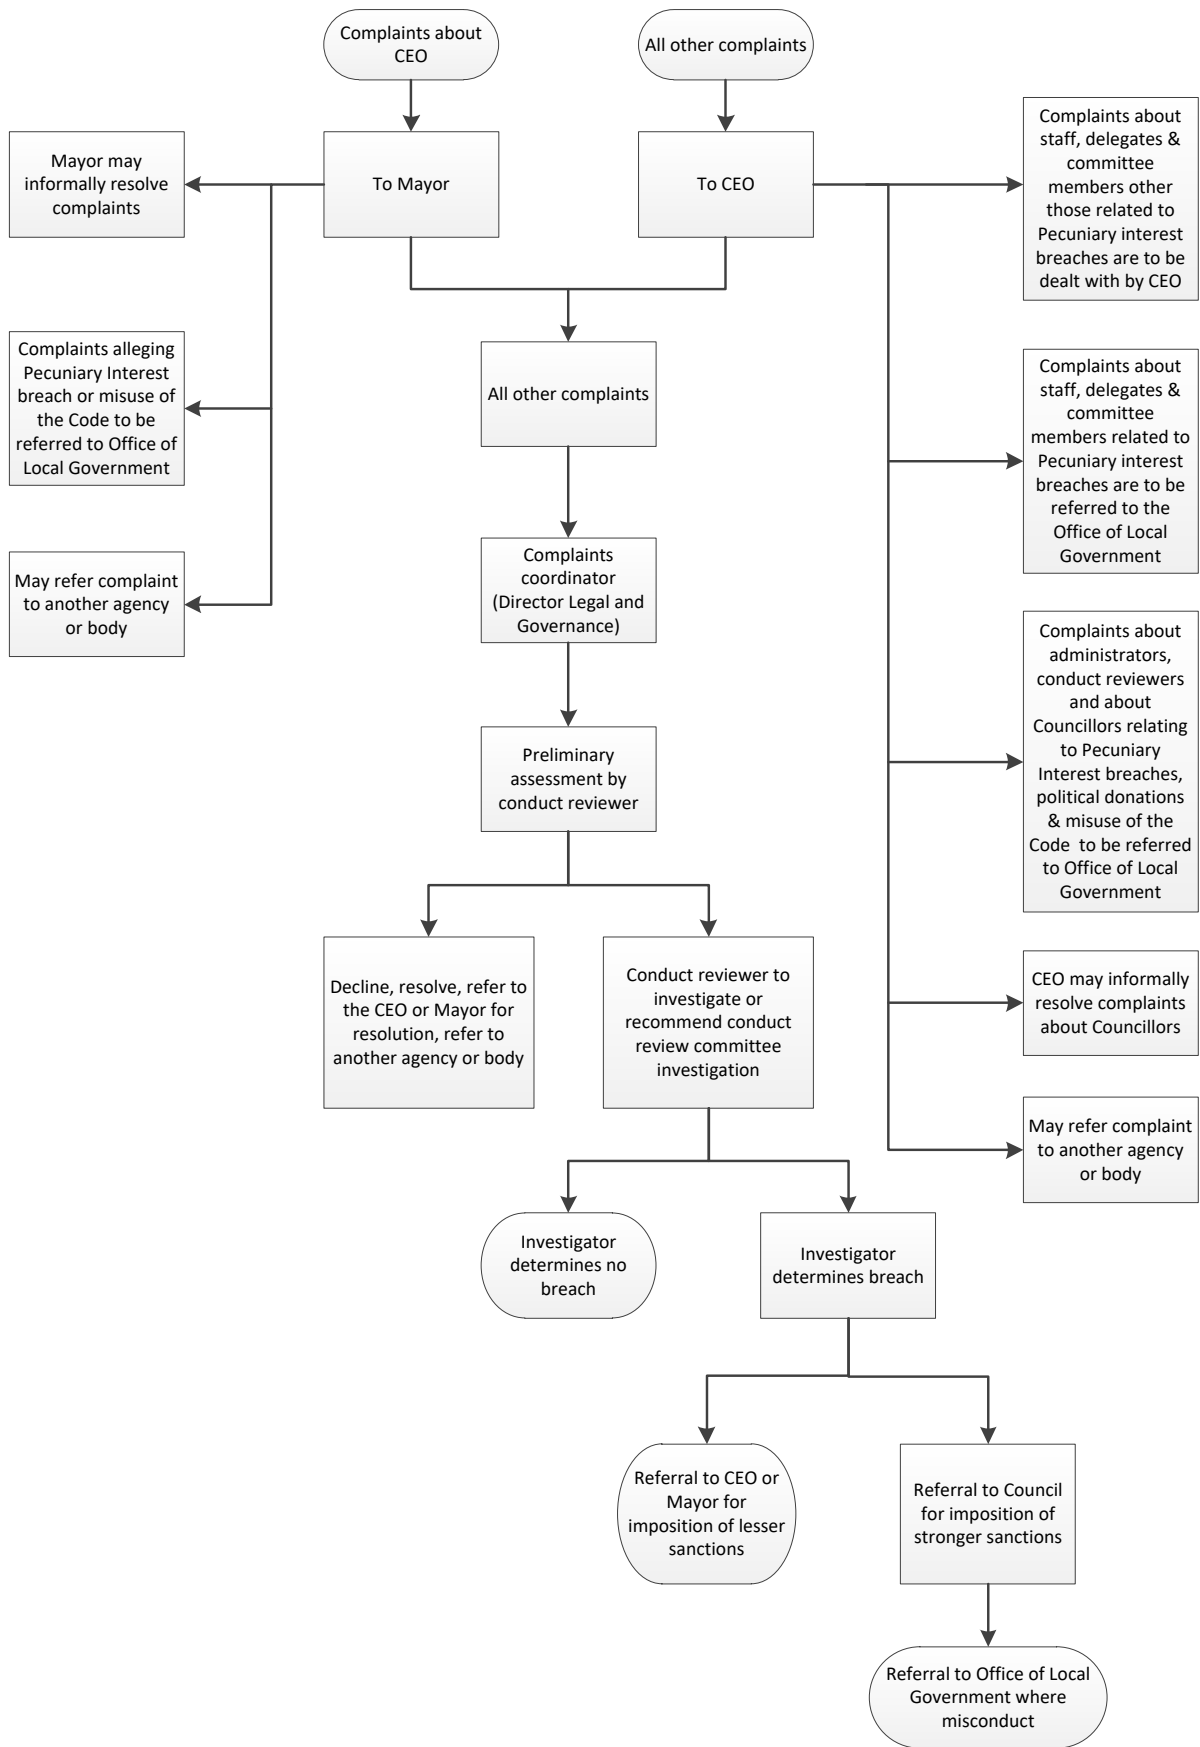 Complaints about
CEO
All other complaints
To Mayor
To CEO
Mayor may
informally resolve
complaints
Complaints alleging
Pecuniary Interest
breach or misuse of
the Code to be
referred to Office of
Local Government
May refer complaint
to another agency
or body
Complaints about
staff, delegates &
committee
members other
those related to
Pecuniary interest
breaches are to be
dealt with by CEO
Complaints about
staff, delegates &
committee
members related to
Pecuniary interest
breaches are to be
referred to the
Office of Local
Government
Complaints about
administrators,
conduct reviewers
and about
Councillors relating
to Pecuniary
Interest breaches,
political donations
& misuse of the
Code to be referred
to Office of Local
Government
CEO may informally
resolve complaints
about Councillors
May refer complaint
to another agency
or body
All other complaints
Complaints
coordinator
(Director Legal and
Governance)
Preliminary
assessment by
conduct reviewer
Decline, resolve, refer to
the CEO or Mayor for
resolution, refer to
another agency or body
Conduct reviewer to
investigate or
recommend conduct
review committee
investigation
Investigator
determines no
breach
Investigator
determines breach
Referral to CEO or
Mayor for
imposition of lesser
sanctions
Referral to Council
for imposition of
stronger sanctions
Referral to Office of Local
Government where
misconduct